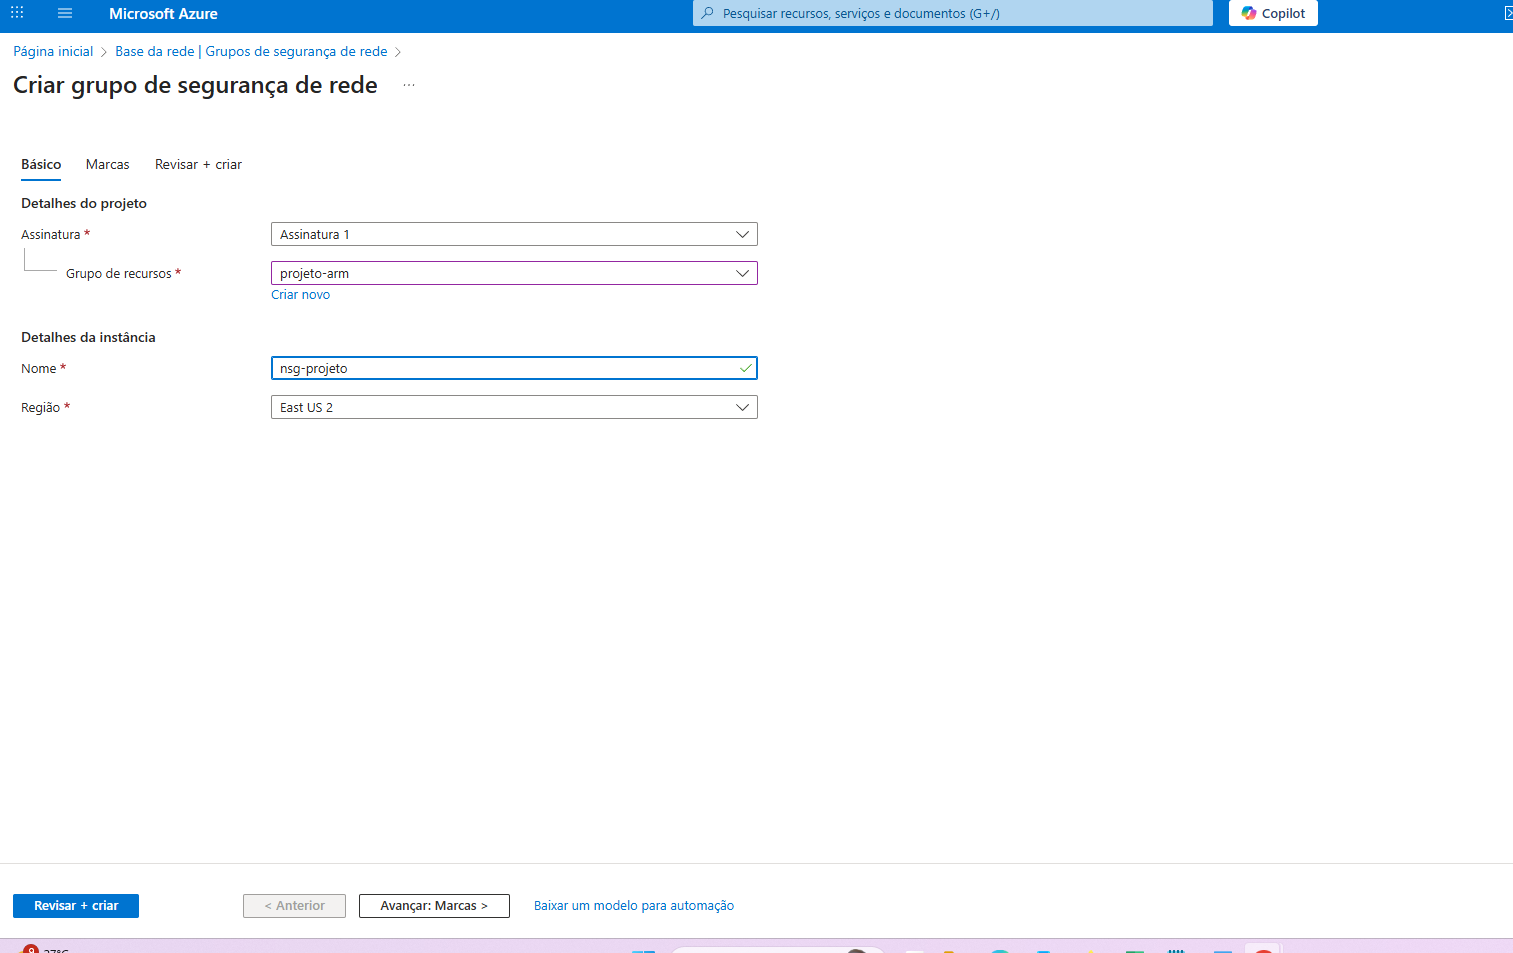 Microsoft Azure
Pesquisar recursos, serviços e documentos (G+/)
Copilot
Página inicial > Base da rede | Grupos de segurança de rede >
Criar grupo de segurança de rede ...
Básico Marcas Revisar + criar
Detalhes do projeto
Assinatura * Assinatura 1
Grupo de recursos * projeto-arm
Criar novo
Detalhes da instância
Nome * nsg-projeto
Região * East US 2
Revisar + criar < Anterior Avançar: Marcas > Baixar um modelo para automação